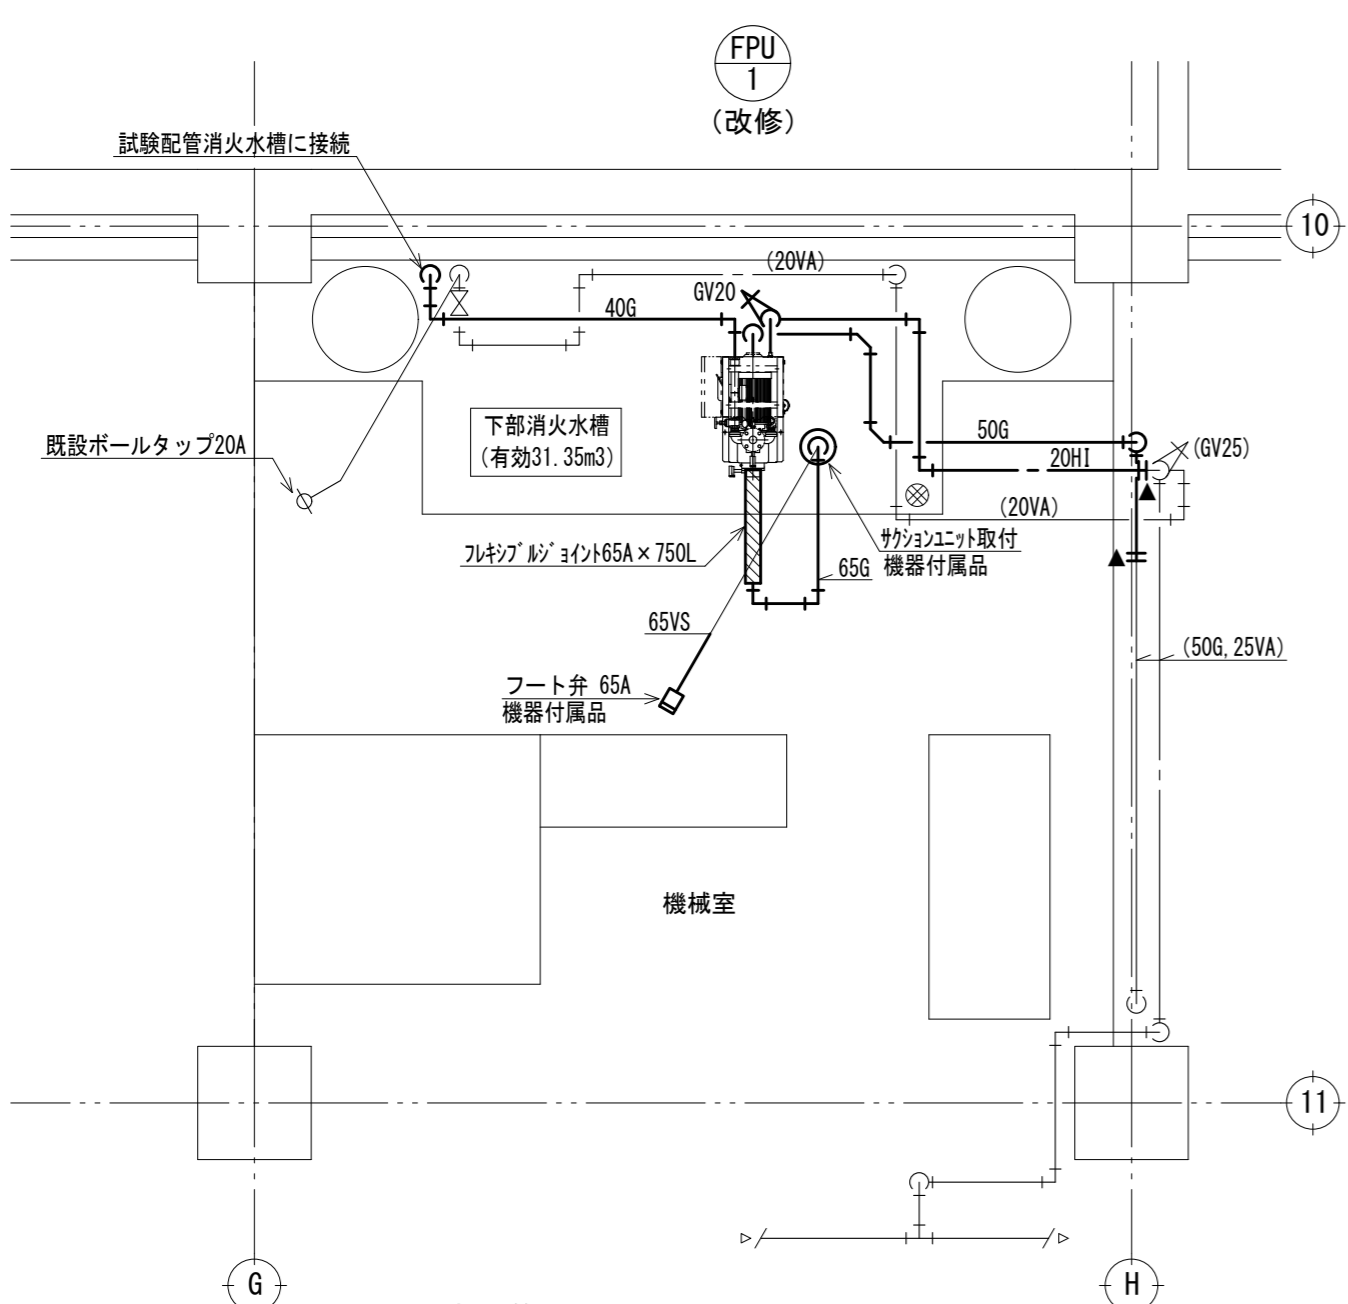 FPU
1
(改修)
試験配管消火水槽に接続
10
(20VA)
GV20
40G
下部消火水槽
(有効31.35m3)
既設ボールタップ20A
50G
20HI
(GV25)
(20VA)
フレキシブルジョイント65A×750L
サクションユニット取付
機器付属品
65G
65VS
(50G,25VA)
フート弁 65A
機器付属品
機械室
11
G
H